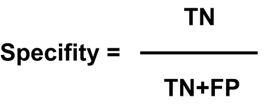 TN
Specifity =
TN+FP